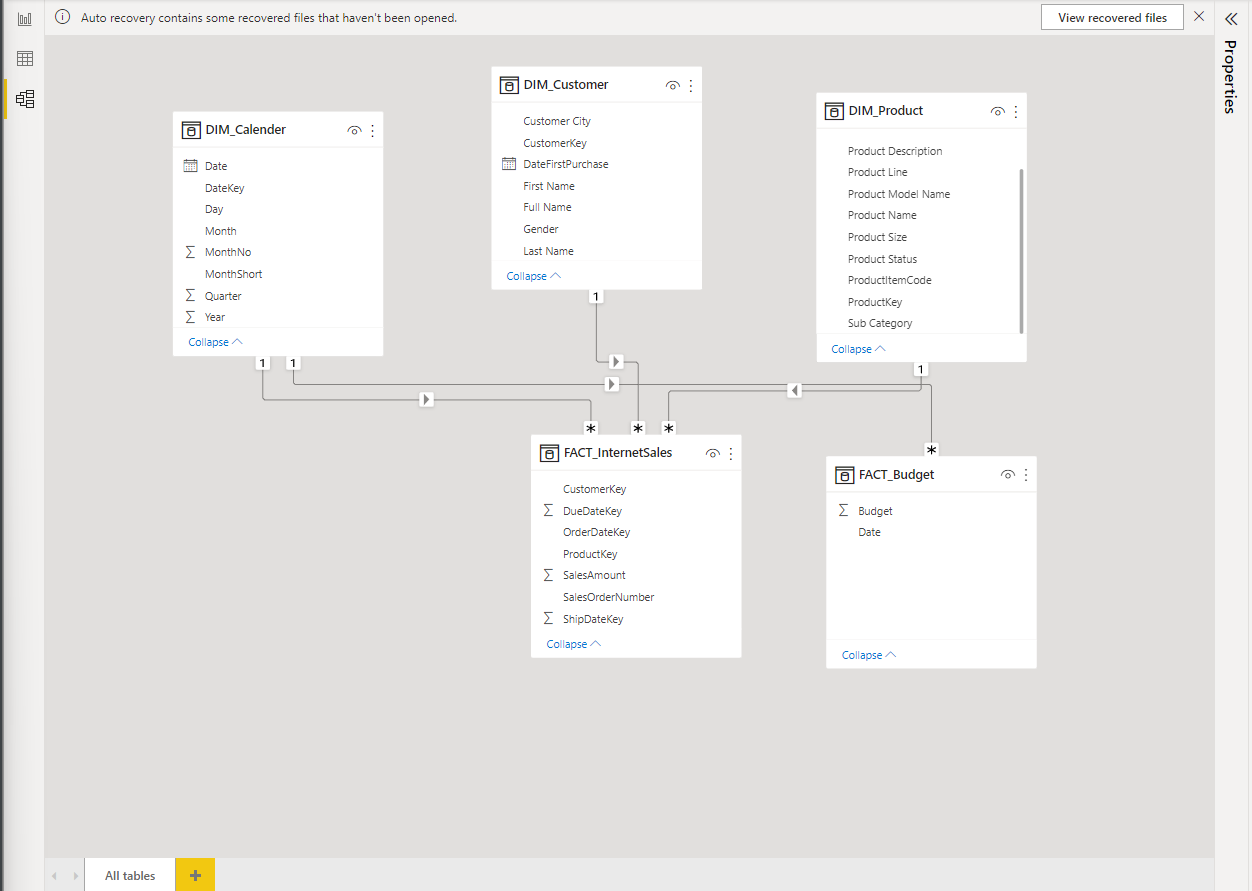 Auto recovery contains some recovered files that haven't been opened.
View recovered files
Properties
DIM_Calender
Date
DateKey
Day
Month
MonthNo
MonthShort
Quarter
Year
Collapse
DIM_Customer
Customer City
CustomerKey
DateFirstPurchase
First Name
Full Name
Gender
Last Name
Collapse
DIM_Product
Product Description
Product Line
Product Model Name
Product Name
Product Size
Product Status
ProductItemCode
ProductKey
Sub Category
Collapse
1
1
1
1
*
*
*
*
FACT_InternetSales
CustomerKey
DueDateKey
OrderDateKey
ProductKey
SalesAmount
SalesOrderNumber
ShipDateKey
Collapse
FACT_Budget
Budget
Date
Collapse
All tables
+